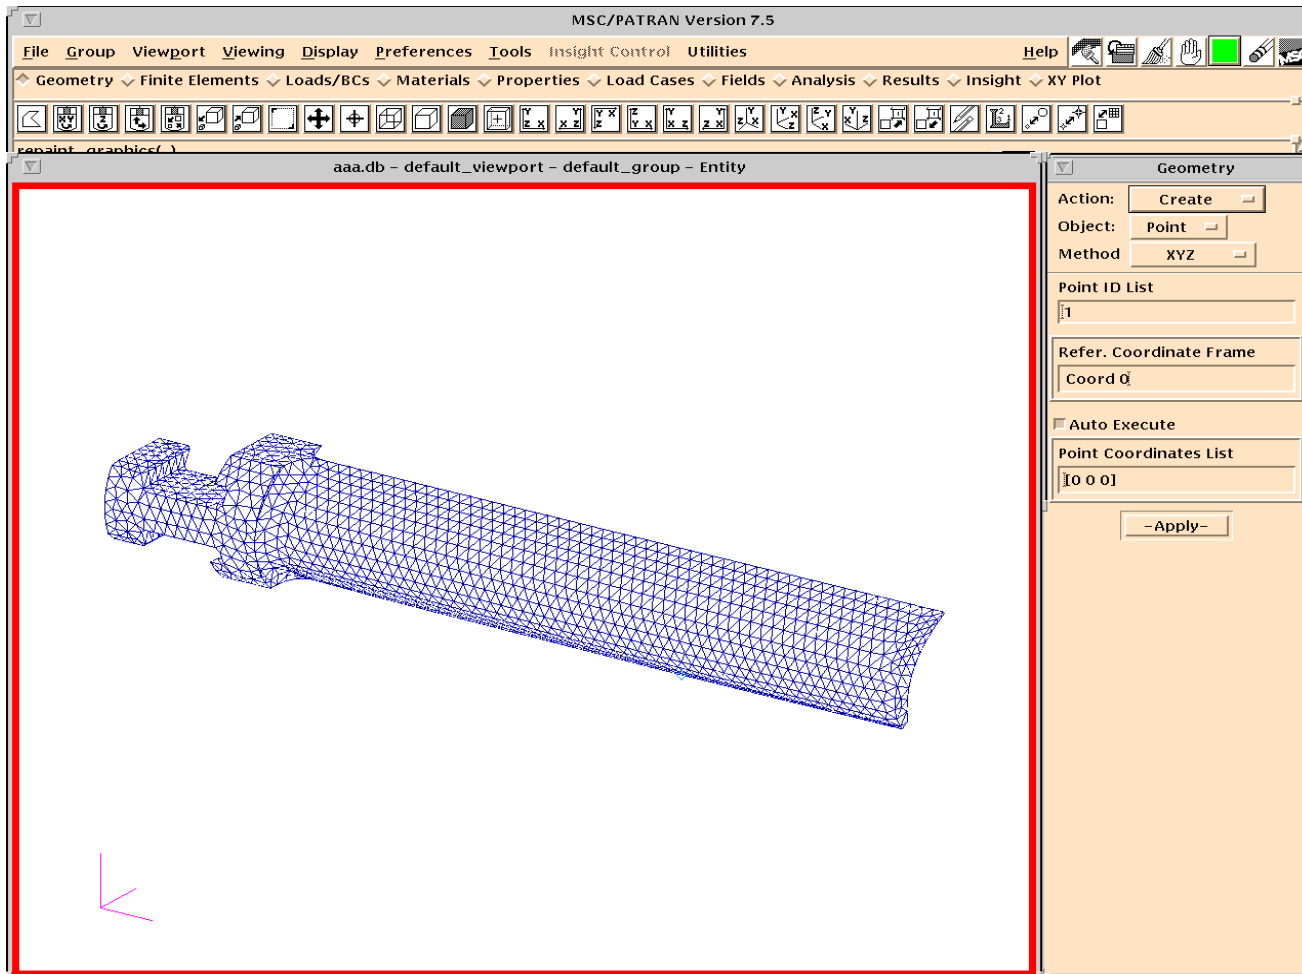 MSC/PATRAN Version 7.5
File Group Viewport Viewing Display Preferences Tools Insight Control Utilities Help
Geometry Finite Elements Loads/BCs Materials Properties Load Cases Fields Analysis Results Insight XY Plot
repaint_graphics( )
aaa.db – default_viewport – default_group – Entity
Geometry
Action: Create
Object: Point
Method XYZ
Point ID List
1
Refer. Coordinate Frame
Coord 0
Auto Execute
Point Coordinates List
[0 0 0]
–Apply–